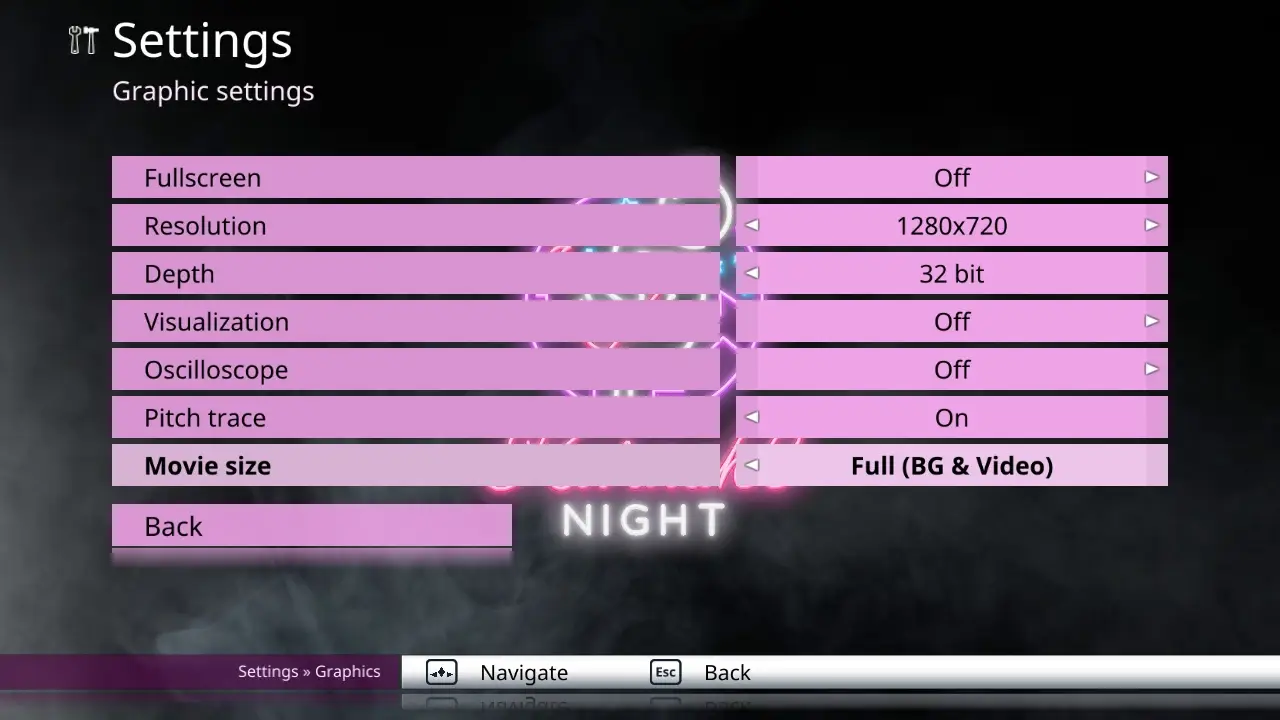 Settings
Graphic settings
Fullscreen Off
Resolution 1280x720
Depth 32 bit
Visualization Off
Oscilloscope Off
Pitch trace On
Movie size Full (BG & Video)
Back
NIGHT
Settings » Graphics Navigate Esc Back